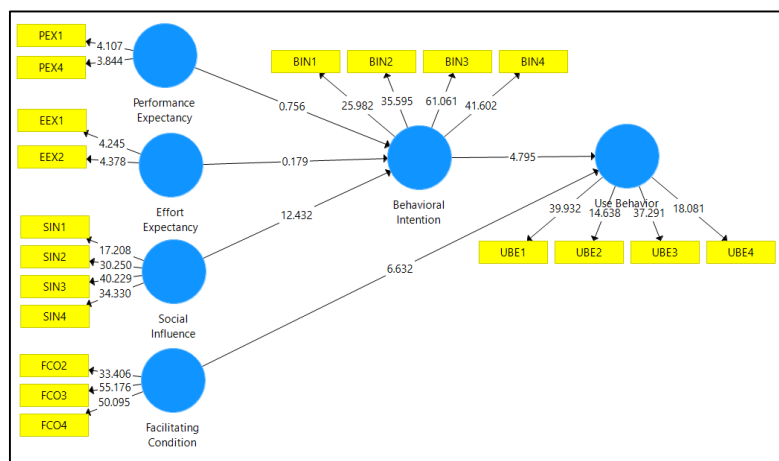 PEX1
4.107
PEX4
3.844
Performance
Expectancy
0.756
EEX1
4.245
EEX2
4.378
Effort
Expectancy
0.179
SIN1
17.208
SIN2
30.250
SIN3
40.229
SIN4
34.330
Social
Influence
12.432
FCO2
33.406
FCO3
55.176
FCO4
50.095
Facilitating
Condition
6.632
BIN1
BIN2
BIN3
BIN4
25.982
35.595
61.061
41.602
Behavioral
Intention
4.795
Use Behavior
39.932
14.638
37.291
18.081
UBE1
UBE2
UBE3
UBE4